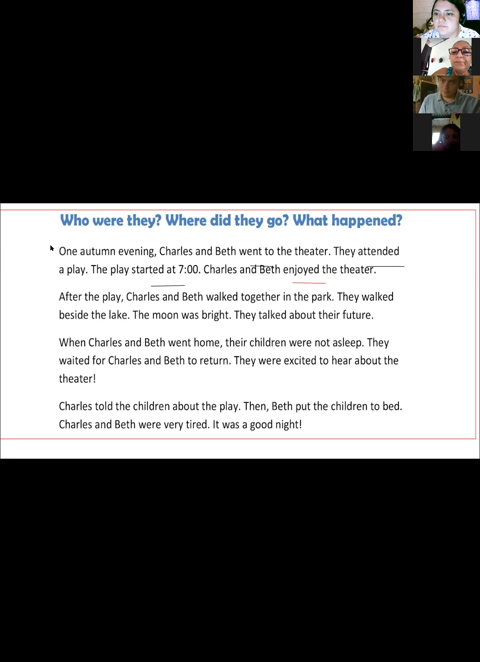 Who were they? Where did they go? What happened?
One autumn evening, Charles and Beth went to the theater. They attended
a play. The play started at 7:00. Charles and Beth enjoyed the theater.
After the play, Charles and Beth walked together in the park. They walked
beside the lake. The moon was bright. They talked about their future.
When Charles and Beth went home, their children were not asleep. They
waited for Charles and Beth to return. They were excited to hear about the
theater!
Charles told the children about the play. Then, Beth put the children to bed.
Charles and Beth were very tired. It was a good night!